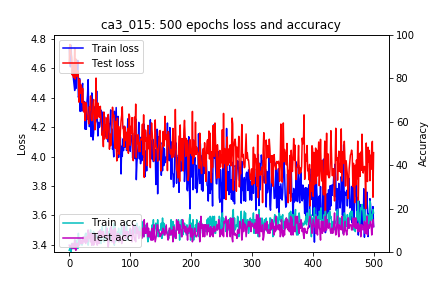 ca3_015: 500 epochs loss and accuracy
Train loss
Test loss
Train acc
Test acc
Loss
Accuracy
4.8
4.6
4.4
4.2
4.0
3.8
3.6
3.4
100
80
60
40
20
0
0 100 200 300 400 500